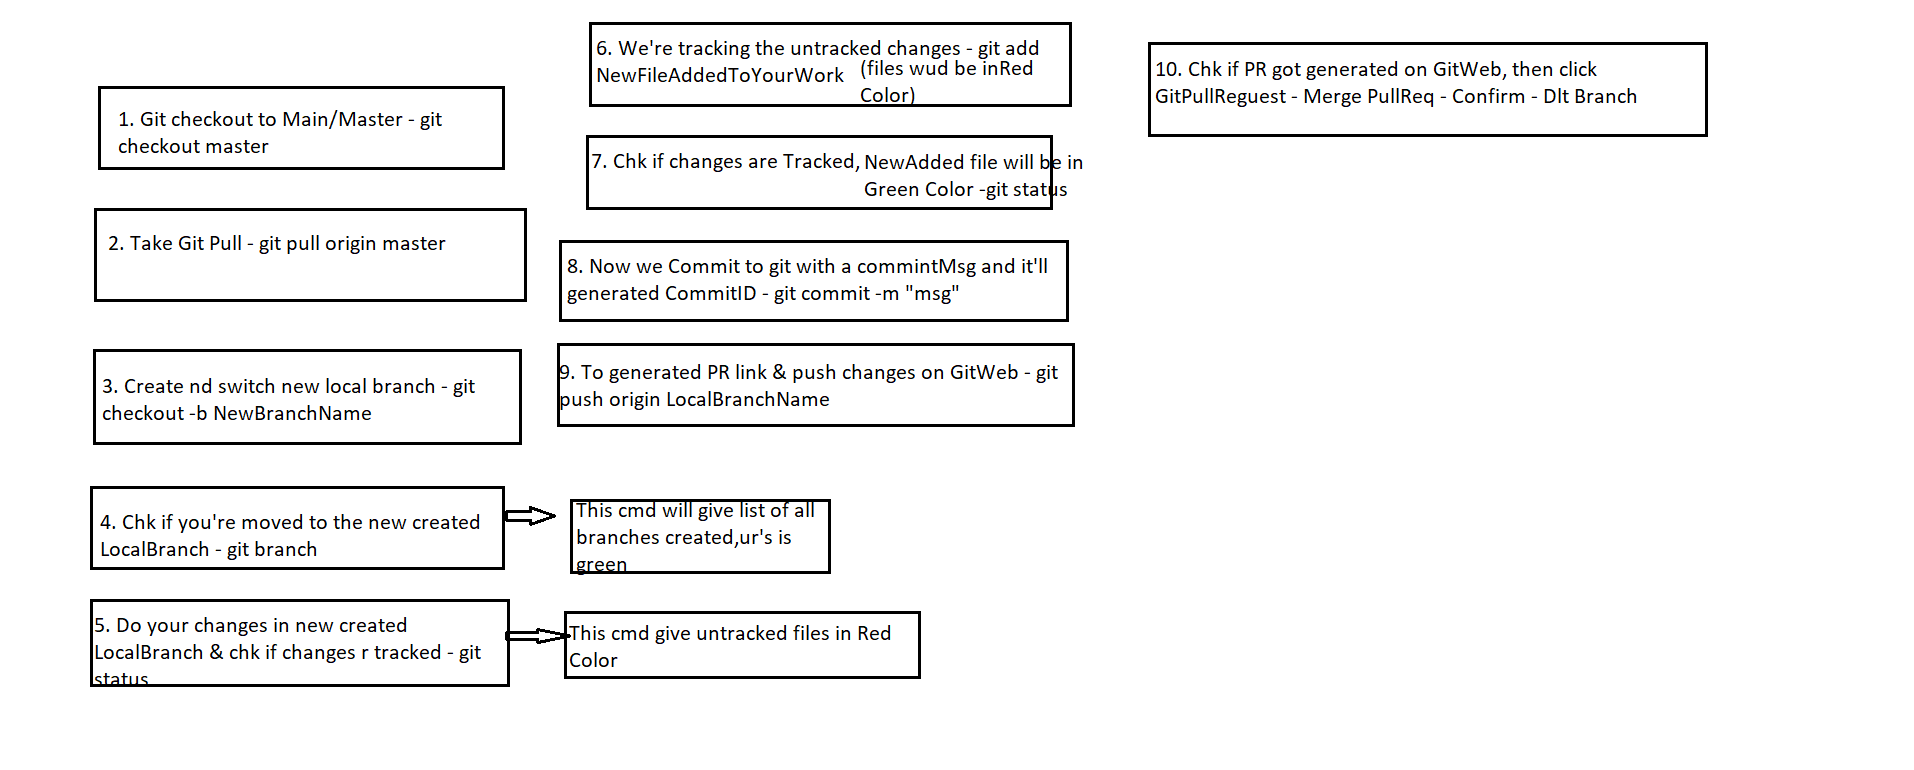 1. Git checkout to Main/Master - git
checkout master
2. Take Git Pull - git pull origin master
3. Create nd switch new local branch - git
checkout -b NewBranchName
4. Chk if you're moved to the new created
LocalBranch - git branch
This cmd will give list of all
branches created,ur's is
green
5. Do your changes in new created
LocalBranch & chk if changes r tracked - git
status
This cmd give untracked files in Red
Color
6. We're tracking the untracked changes - git add
NewFileAddedToYourWork
(files wud be inRed
Color)
7. Chk if changes are Tracked,
NewAdded file will be in
Green Color -git status
8. Now we Commit to git with a commintMsg and it'll
generated CommitID - git commit -m "msg"
9. To generated PR link & push changes on GitWeb - git
push origin LocalBranchName
10. Chk if PR got generated on GitWeb, then click
GitPullReguest - Merge PullReq - Confirm - Dlt Branch